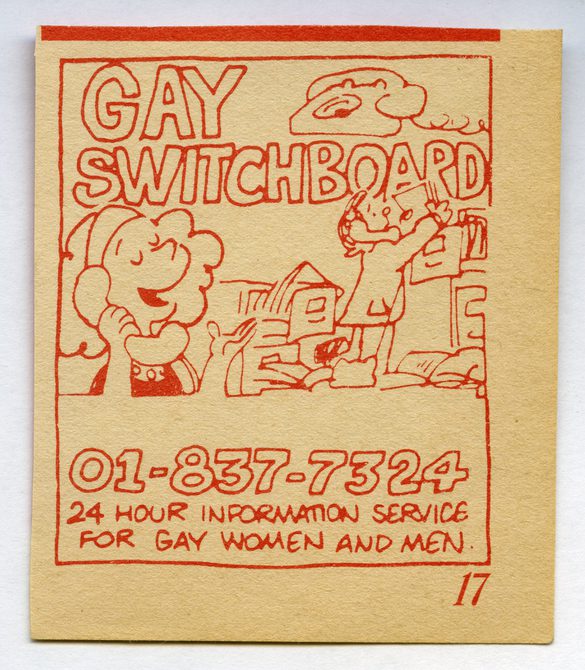 GAY
SWITCHBOARD
01-837-7324
24 HOUR INFORMATION SERVICE
FOR GAY WOMEN AND MEN.
17